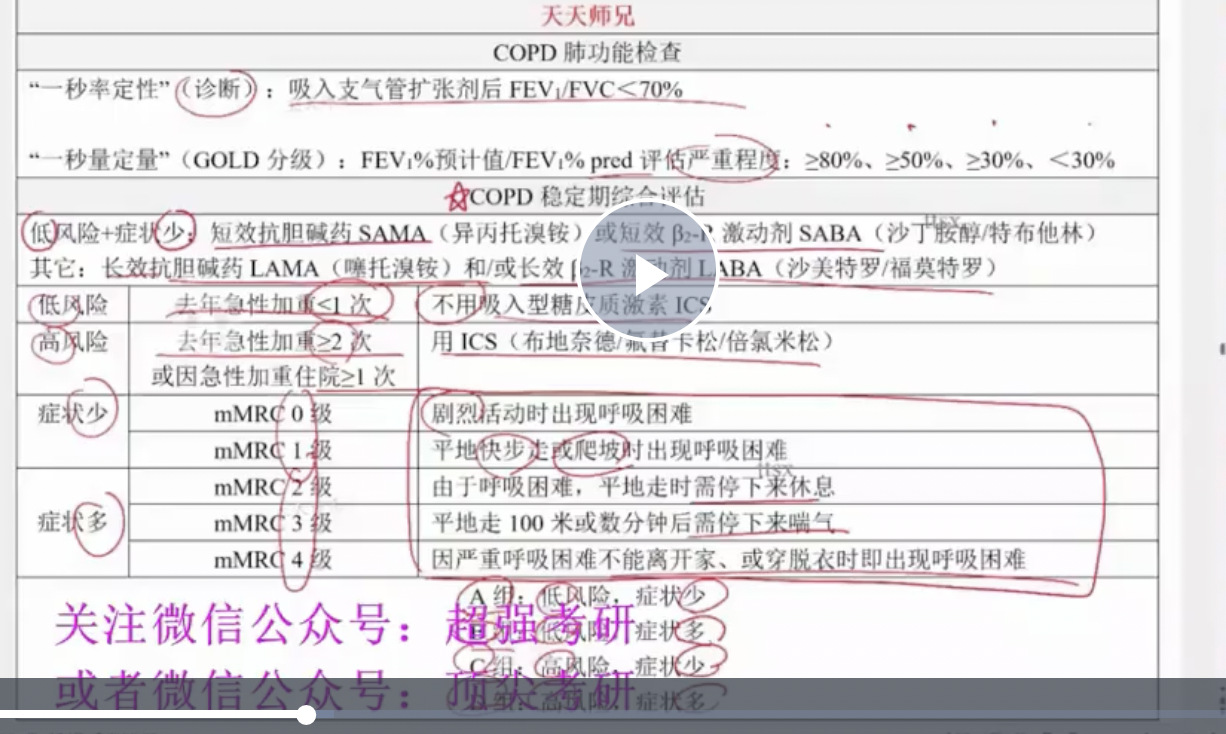 天天师兄
COPD 肺功能检查
“一秒率定性”（诊断）：吸入支气管扩张剂后 FEV₁/FVC＜70%
“一秒量定量”（GOLD 分级）：FEV₁%预计值/FEV₁% pred 评估严重程度：≥80%、≥50%、≥30%、＜30%
COPD 稳定期综合评估
低风险+症状少：短效抗胆碱药 SAMA（异丙托溴铵）或短效 β₂-R 激动剂 SABA（沙丁胺醇/特布他林）
ttsx
其它：长效抗胆碱药 LAMA（噻托溴铵）和/或长效 β₂-R 激动剂 LABA（沙美特罗/福莫特罗）
低风险 去年急性加重≤1 次 不用吸入型糖皮质激素 ICS
高风险 去年急性加重≥2 次 用 ICS（布地奈德/氟替卡松/倍氯米松）
或因急性加重住院≥1 次
症状少 mMRC 0 级 剧烈活动时出现呼吸困难
mMRC 1 级 平地快步走或爬坡时出现呼吸困难
ttsx
mMRC 2 级 由于呼吸困难，平地走时需停下来休息
症状多 mMRC 3 级 平地走 100 米或数分钟后需停下来喘气
mMRC 4 级 因严重呼吸困难不能离开家、或穿脱衣时即出现呼吸困难
A 组：低风险，症状少
关注微信公众号：超强考研
B 组：低风险，症状多
C 组：高风险，症状少
或者微信公众号：顶尖考研
D 组：高风险，症状多